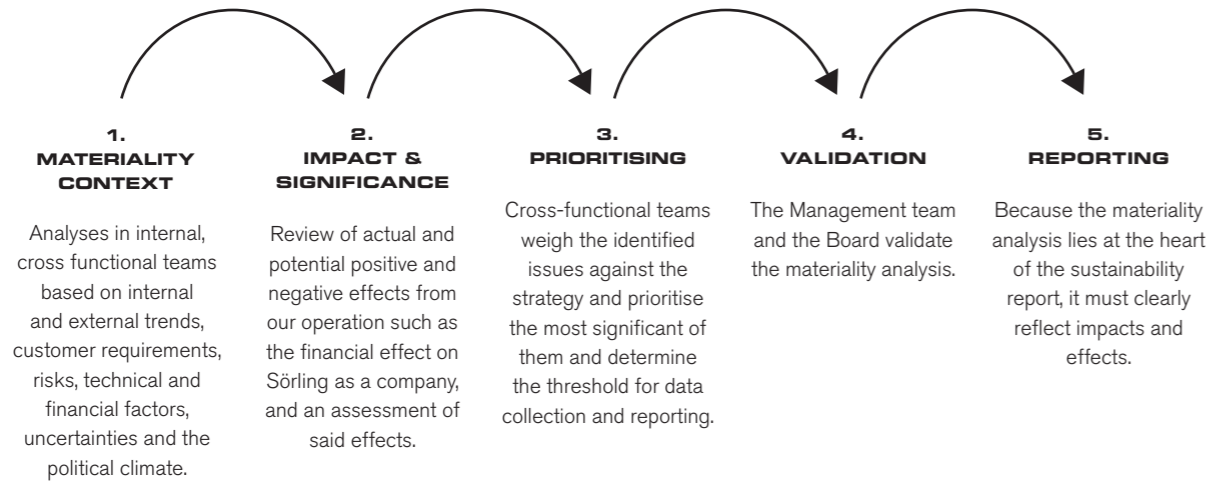 1.
MATERIALITY
CONTEXT
Analyses in internal,
cross functional teams
based on internal
and external trends,
customer requirements,
risks, technical and
financial factors,
uncertainties and the
political climate.
2.
IMPACT &
SIGNIFICANCE
Review of actual and
potential positive and
negative effects from
our operation such as
the financial effect on
Sörling as a company,
and an assessment of
said effects.
3.
PRIORITISING
Cross-functional teams
weigh the identified
issues against the
strategy and prioritise
the most significant of
them and determine
the threshold for data
collection and reporting.
4.
VALIDATION
The Management team
and the Board validate
the materiality analysis.
5.
REPORTING
Because the materiality
analysis lies at the heart
of the sustainability
report, it must clearly
reflect impacts and
effects.